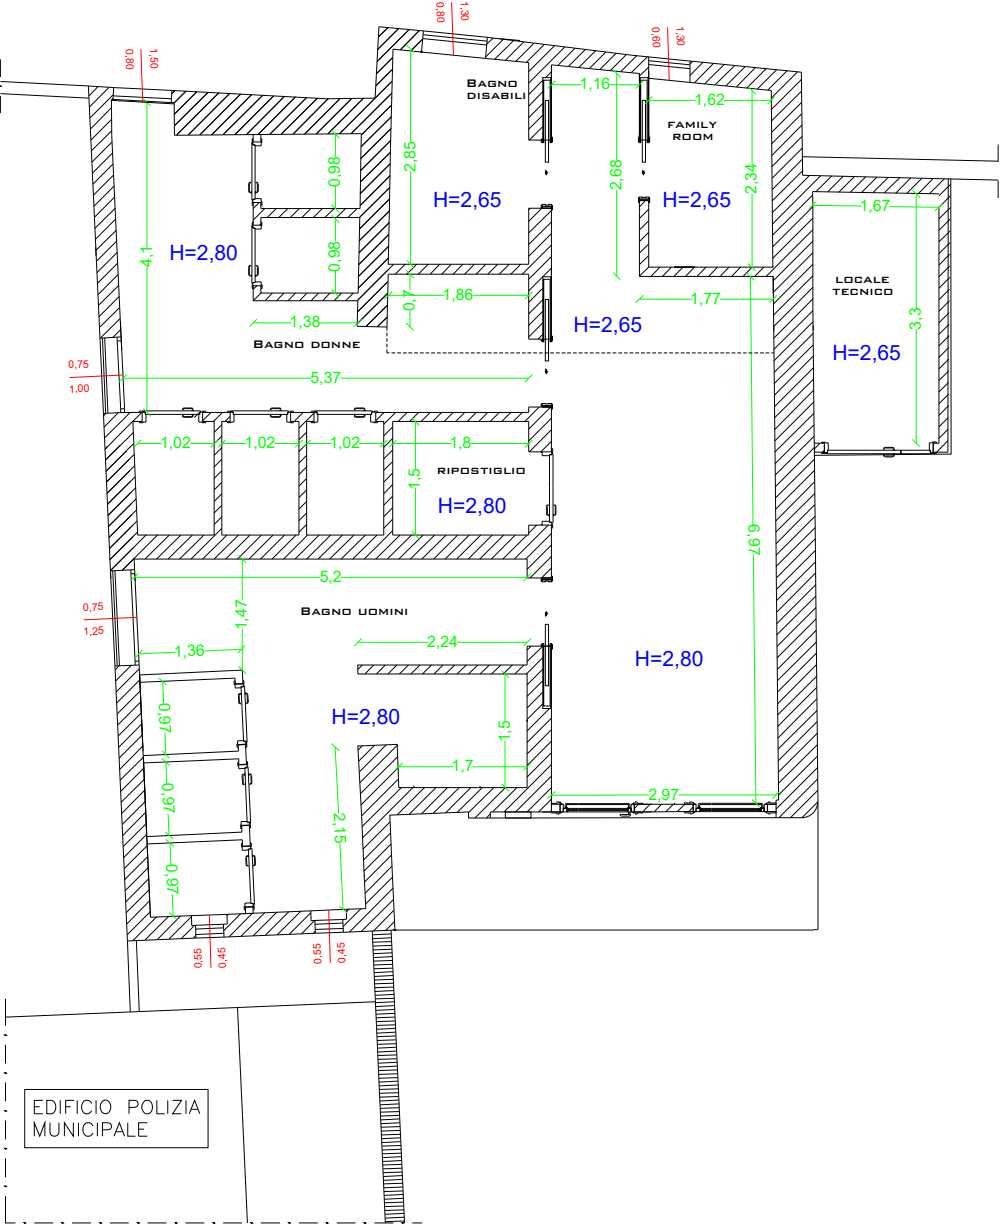 0,80
1,30
0,60
1,30
0,80
1,50
BAGNO
DISABILI
1,16
1,62
FAMILY
ROOM
2,85
2,68
2,34
0,98
H=2,65
H=2,65
1,67
4,1
H=2,80
0,98
LOCALE
TECNICO
0,7
1,86
1,77
3,3
1,38
H=2,65
BAGNO DONNE
H=2,65
0,75
1,00
5,37
1,02
1,02
1,02
1,8
RIPOSTIGLIO
1,5
H=2,80
6,97
5,2
0,75
1,25
1,47
BAGNO UOMINI
1,36
2,24
H=2,80
0,97
H=2,80
1,5
1,7
0,97
2,97
2,15
0,97
0,55
0,45
0,55
0,45
EDIFICIO POLIZIA
MUNICIPALE